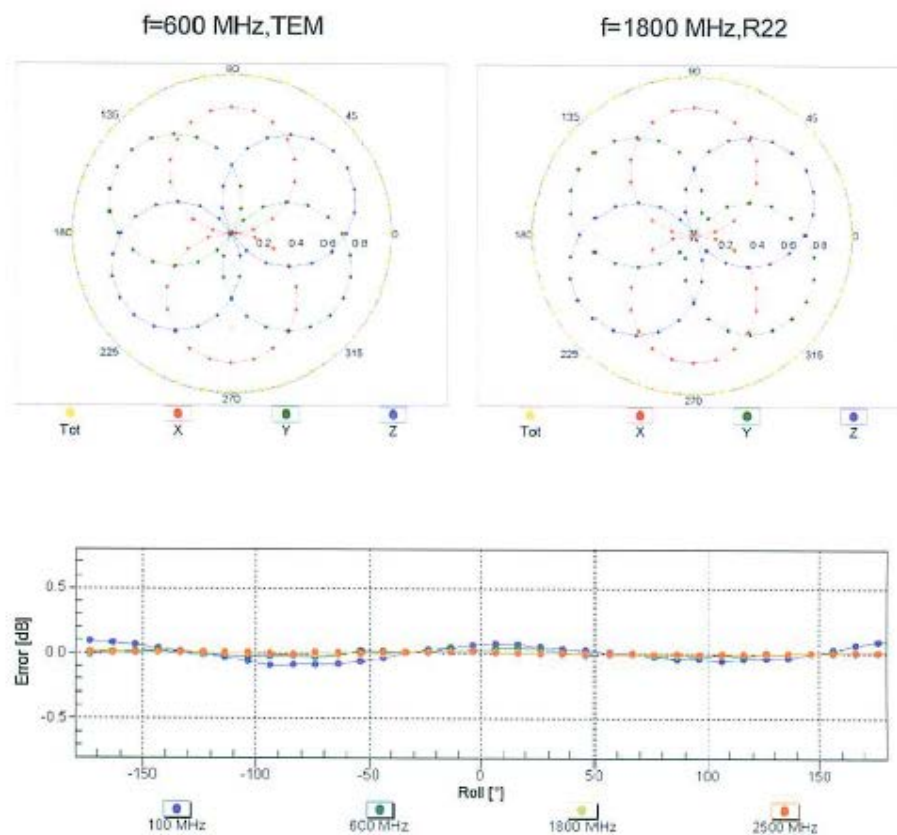 f=600 MHz,TEM
f=1800 MHz,R22
90
135
45
180
0.2
0.4
0.6
0.8
0
225
315
270
Tot
X
Y
Z
90
135
45
180
0.2
0.4
0.6
0.8
0
225
315
270
Tot
X
Y
Z
Error [dB]
0.5
0.0
-0.5
-150
-100
-50
0
50
100
150
Roll [°]
100 MHz
600 MHz
1800 MHz
2500 MHz